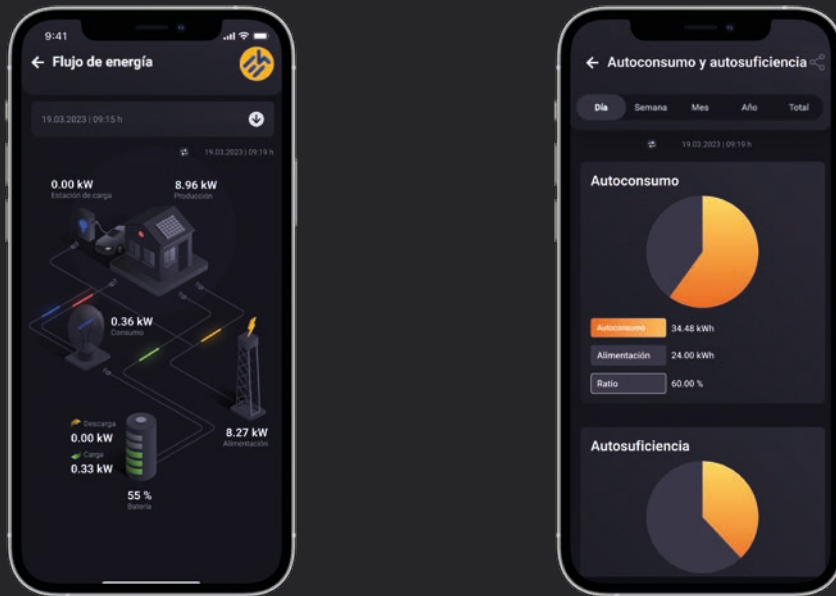 9:41
Flujo de energía
19.03.2023 | 09:15 h
19.03.2023 | 09:19 h
0.00 kW
Estación de carga
8.96 kW
Producción
0.36 kW
Consumo
Descarga
0.00 kW
Carga
0.33 kW
8.27 kW
Alimentación
55 %
Batería
Autoconsumo y autosuficiencia
Día Semana Mes Año Total
19.03.2023 | 09:19 h
Autoconsumo
Autoconsumo 34.48 kWh
Alimentación 24.00 kWh
Ratio 60.00 %
Autosuficiencia